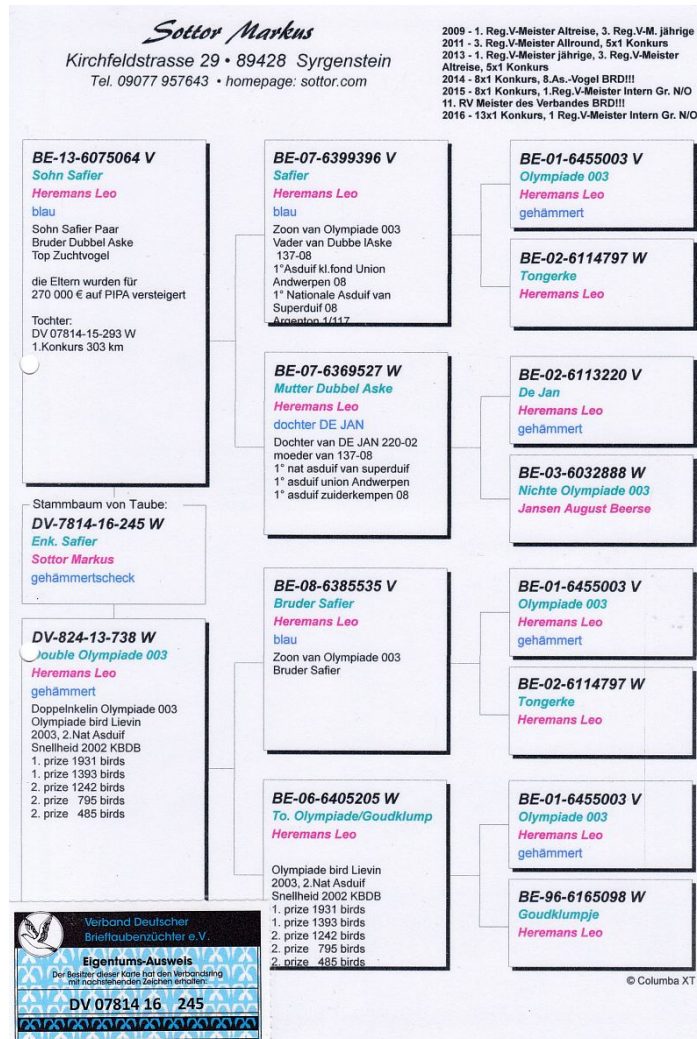 Sottor Markus
Kirchfeldstrasse 29 • 89428 Syrgenstein
Tel. 09077 957643 • homepage: sottor.com
2009 - 1. Reg.V-Meister Altreise, 3. Reg.V-M. jährige
2011 - 3. Reg.V-Meister Allround, 5x1 Konkurs
2013 - 1. Reg.V-Meister jährige, 3. Reg.V-Meister
Altreise, 5x1 Konkurs
2014 - 8x1 Konkurs, 8.As.-Vogel BRD!!!
2015 - 8x1 Konkurs, 1.Reg.V-Meister Intern Gr. N/O
11. RV Meister des Verbandes BRD!!!
2016 - 13x1 Konkurs, 1 Reg.V-Meister Intern Gr. N/O
BE-13-6075064 V
Sohn Safier
Heremans Leo
blau
Sohn Safier Paar
Bruder Dubbel Aske
Top Zuchtvogel
die Eltern wurden für
270 000 € auf PIPA versteigert
Tochter:
DV 07814-15-293 W
1.Konkurs 303 km
Stammbaum von Taube:
DV-7814-16-245 W
Enk. Safier
Sottor Markus
gehämmertscheck
DV-824-13-738 W
Double Olympiade 003
Heremans Leo
gehämmert
Doppelnkelin Olympiade 003
Olympiade bird Lievin
2003, 2.Nat Asduif
Snellheid 2002 KBDB
1. prize 1931 birds
1. prize 1393 birds
2. prize 1242 birds
2. prize 795 birds
2. prize 485 birds
BE-07-6399396 V
Safier
Heremans Leo
blau
Zoon van Olympiade 003
Vader van Dubbe lAske
137-08
1°Asduif kl.fond Union
Andwerpen 08
1° Nationale Asduif van
Superduif 08
Argenton 1/117
BE-07-6369527 W
Mutter Dubbel Aske
Heremans Leo
dochter DE JAN
Dochter van DE JAN 220-02
moeder van 137-08
1° nat asduif van superduif
1° asduif union Andwerpen
1° asduif zuiderkempen 08
BE-08-6385535 V
Bruder Safier
Heremans Leo
blau
Zoon van Olympiade 003
Bruder Safier
BE-06-6405205 W
To. Olympiade/Goudklump
Heremans Leo
Olympiade bird Lievin
2003, 2.Nat Asduif
Snellheid 2002 KBDB
1. prize 1931 birds
1. prize 1393 birds
2. prize 1242 birds
2. prize 795 birds
2. prize 485 birds
BE-01-6455003 V
Olympiade 003
Heremans Leo
gehämmert
BE-02-6114797 W
Tongerke
Heremans Leo
BE-02-6113220 V
De Jan
Heremans Leo
gehämmert
BE-03-6032888 W
Nichte Olympiade 003
Jansen August Beerse
BE-01-6455003 V
Olympiade 003
Heremans Leo
gehämmert
BE-02-6114797 W
Tongerke
Heremans Leo
BE-01-6455003 V
Olympiade 003
Heremans Leo
gehämmert
BE-96-6165098 W
Goudklumpje
Heremans Leo
© Columba XT
Verband Deutscher
Brieftaubenzüchter e.V.
Eigentums-Ausweis
Der Besitzer dieser Karte hat den Verbandsring
mit nachstehenden Zeichen erhalten:
DV 07814 16 245